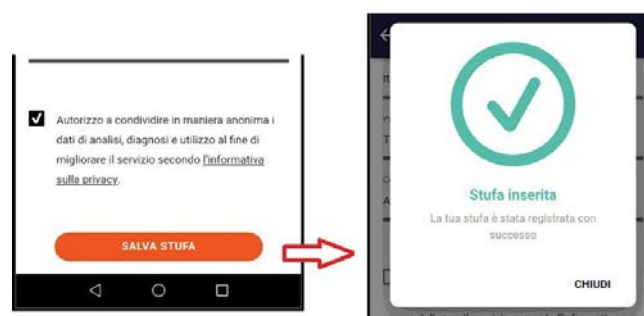 Autorizzo a condividere in maniera anonima i
dati di analisi, diagnosi e utilizzo al fine di
migliorare il servizio secondo l'informativa
sulla privacy.
SALVA STUFA
Stufa inserita
La tua stufa è stata registrata con
successo
CHIUDI